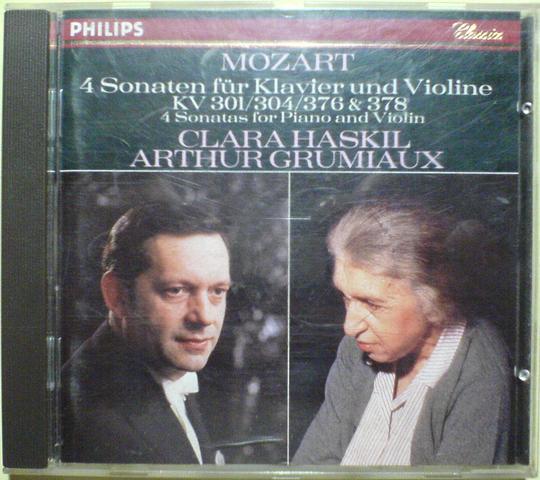 PHILIPS
Classics
MOZART
4 Sonaten für Klavier und Violine
KV 301/304/376 & 378
4 Sonatas for Piano and Violin
CLARA HASKIL
ARTHUR GRUMIAUX